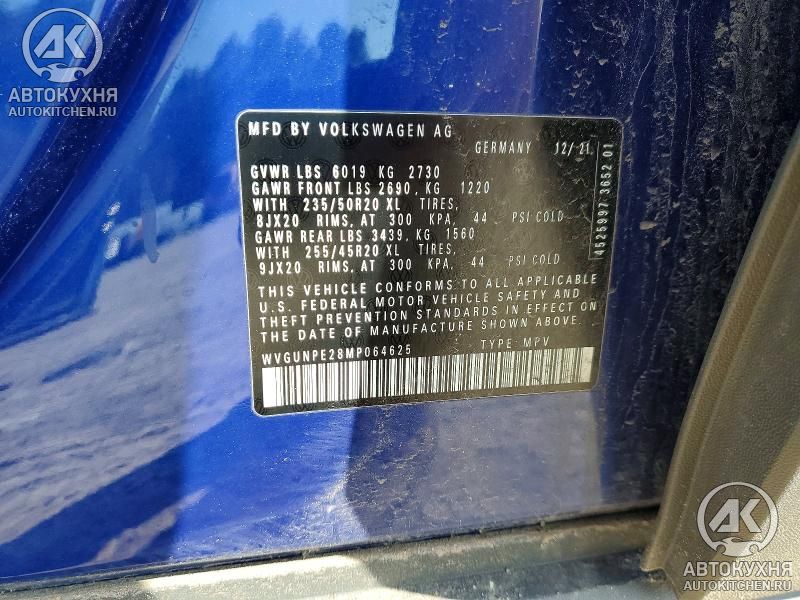 АК
АВТОКУХНЯ
AUTOKITCHEN.RU
MFD BY VOLKSWAGEN AG
GERMANY 12/21
GVWR LBS 6019 KG 2730
GAWR FRONT LBS 2690, KG 1220
WITH 235/50R20 XL TIRES,
8JX20 RIMS, AT 300 KPA, 44 PSI COLD
GAWR REAR LBS 3439, KG 1560
WITH 255/45R20 XL TIRES,
9JX20 RIMS, AT 300 KPA, 44 PSI COLD
THIS VEHICLE CONFORMS TO ALL APPLICABLE
U.S. FEDERAL MOTOR VEHICLE SAFETY AND
THEFT PREVENTION STANDARDS IN EFFECT ON
THE DATE OF MANUFACTURE SHOWN ABOVE.
WVGUNPE28MP064625 TYPE: MPV
4525997 3652 01
АК
АВТОКУХНЯ
AUTOKITCHEN.RU